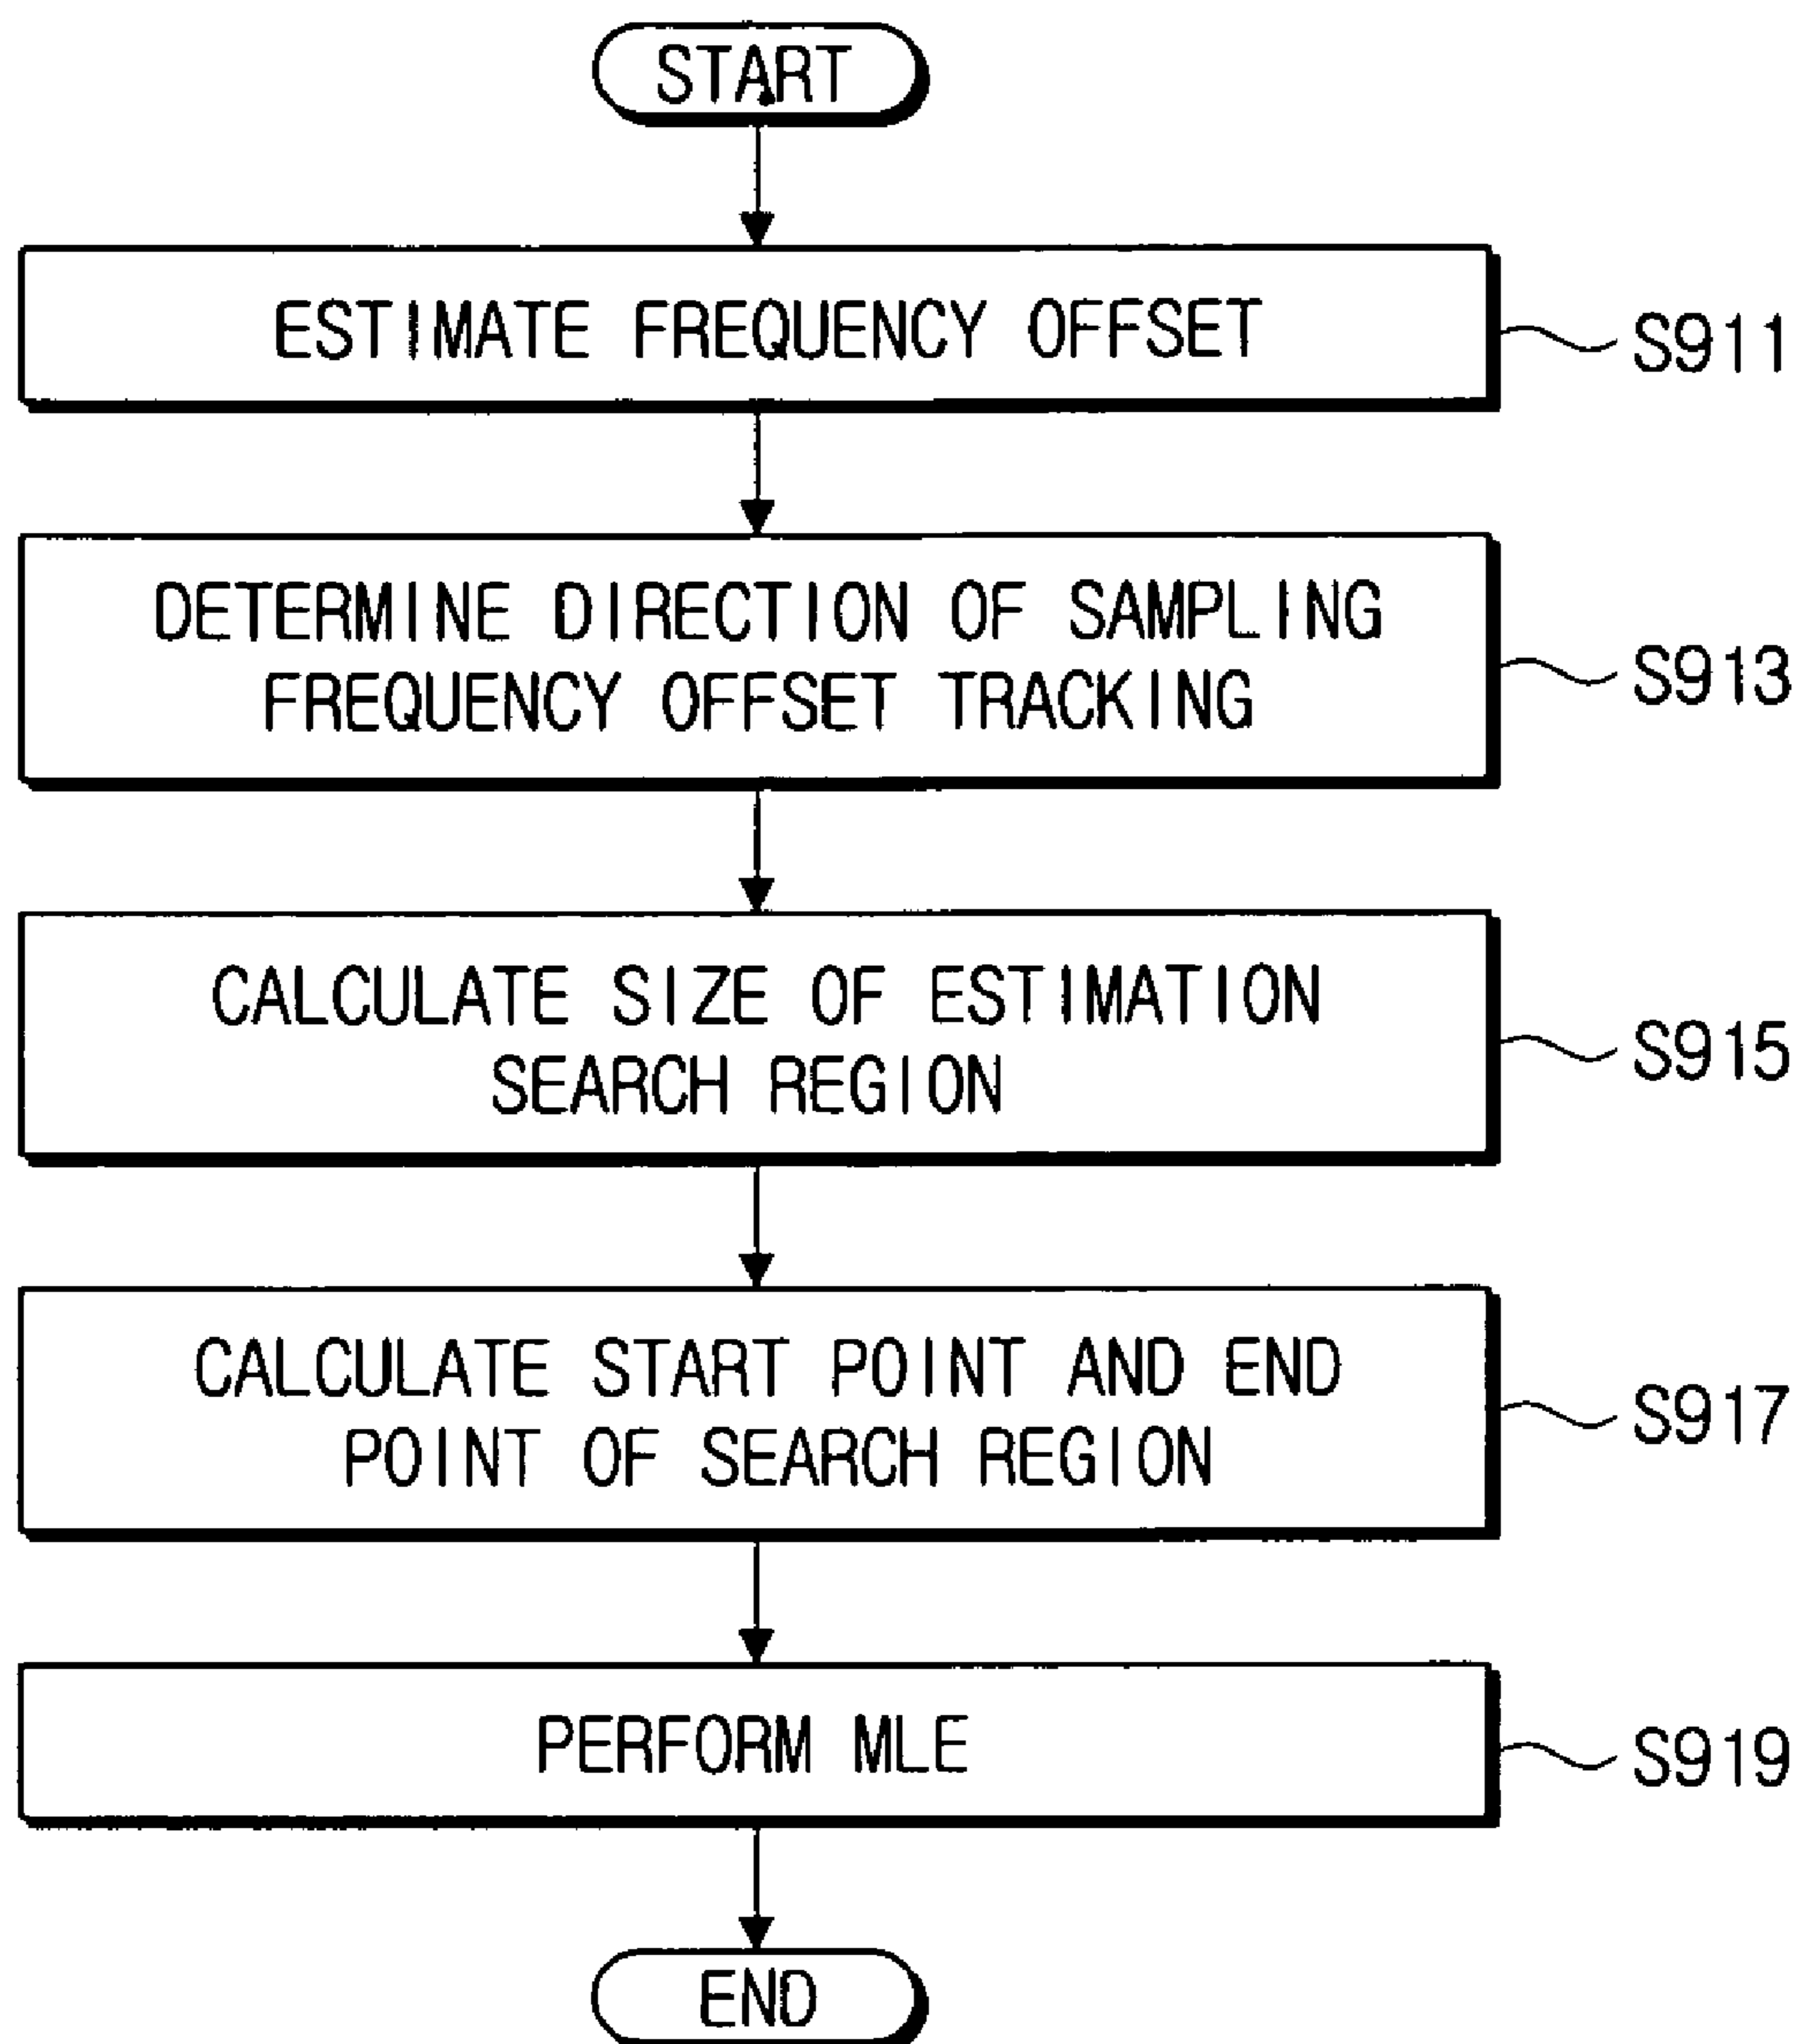 START
ESTIMATE FREQUENCY OFFSET
S911
DETERMINE DIRECTION OF SAMPLING
FREQUENCY OFFSET TRACKING
S913
CALCULATE SIZE OF ESTIMATION
SEARCH REGION
S915
CALCULATE START POINT AND END
POINT OF SEARCH REGION
S917
PERFORM MLE
S919
END